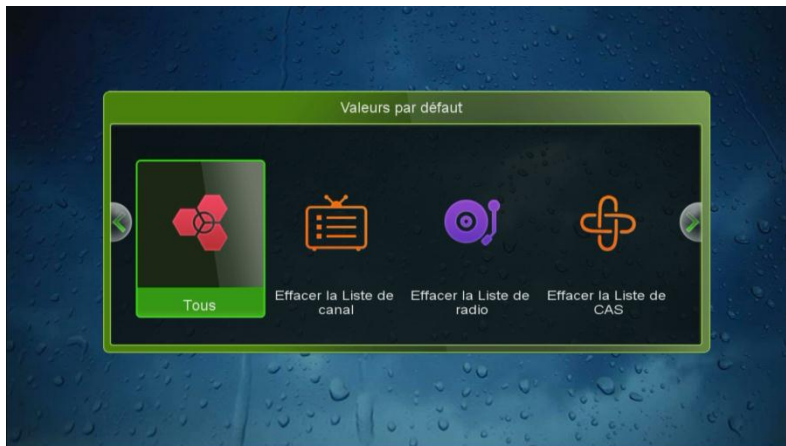 Valeurs par défaut
Tous
Effacer la Liste de
canal
Effacer la Liste de
radio
Effacer la Liste de
CAS